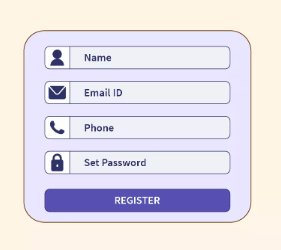 Name
Email ID
Phone
Set Password
REGISTER